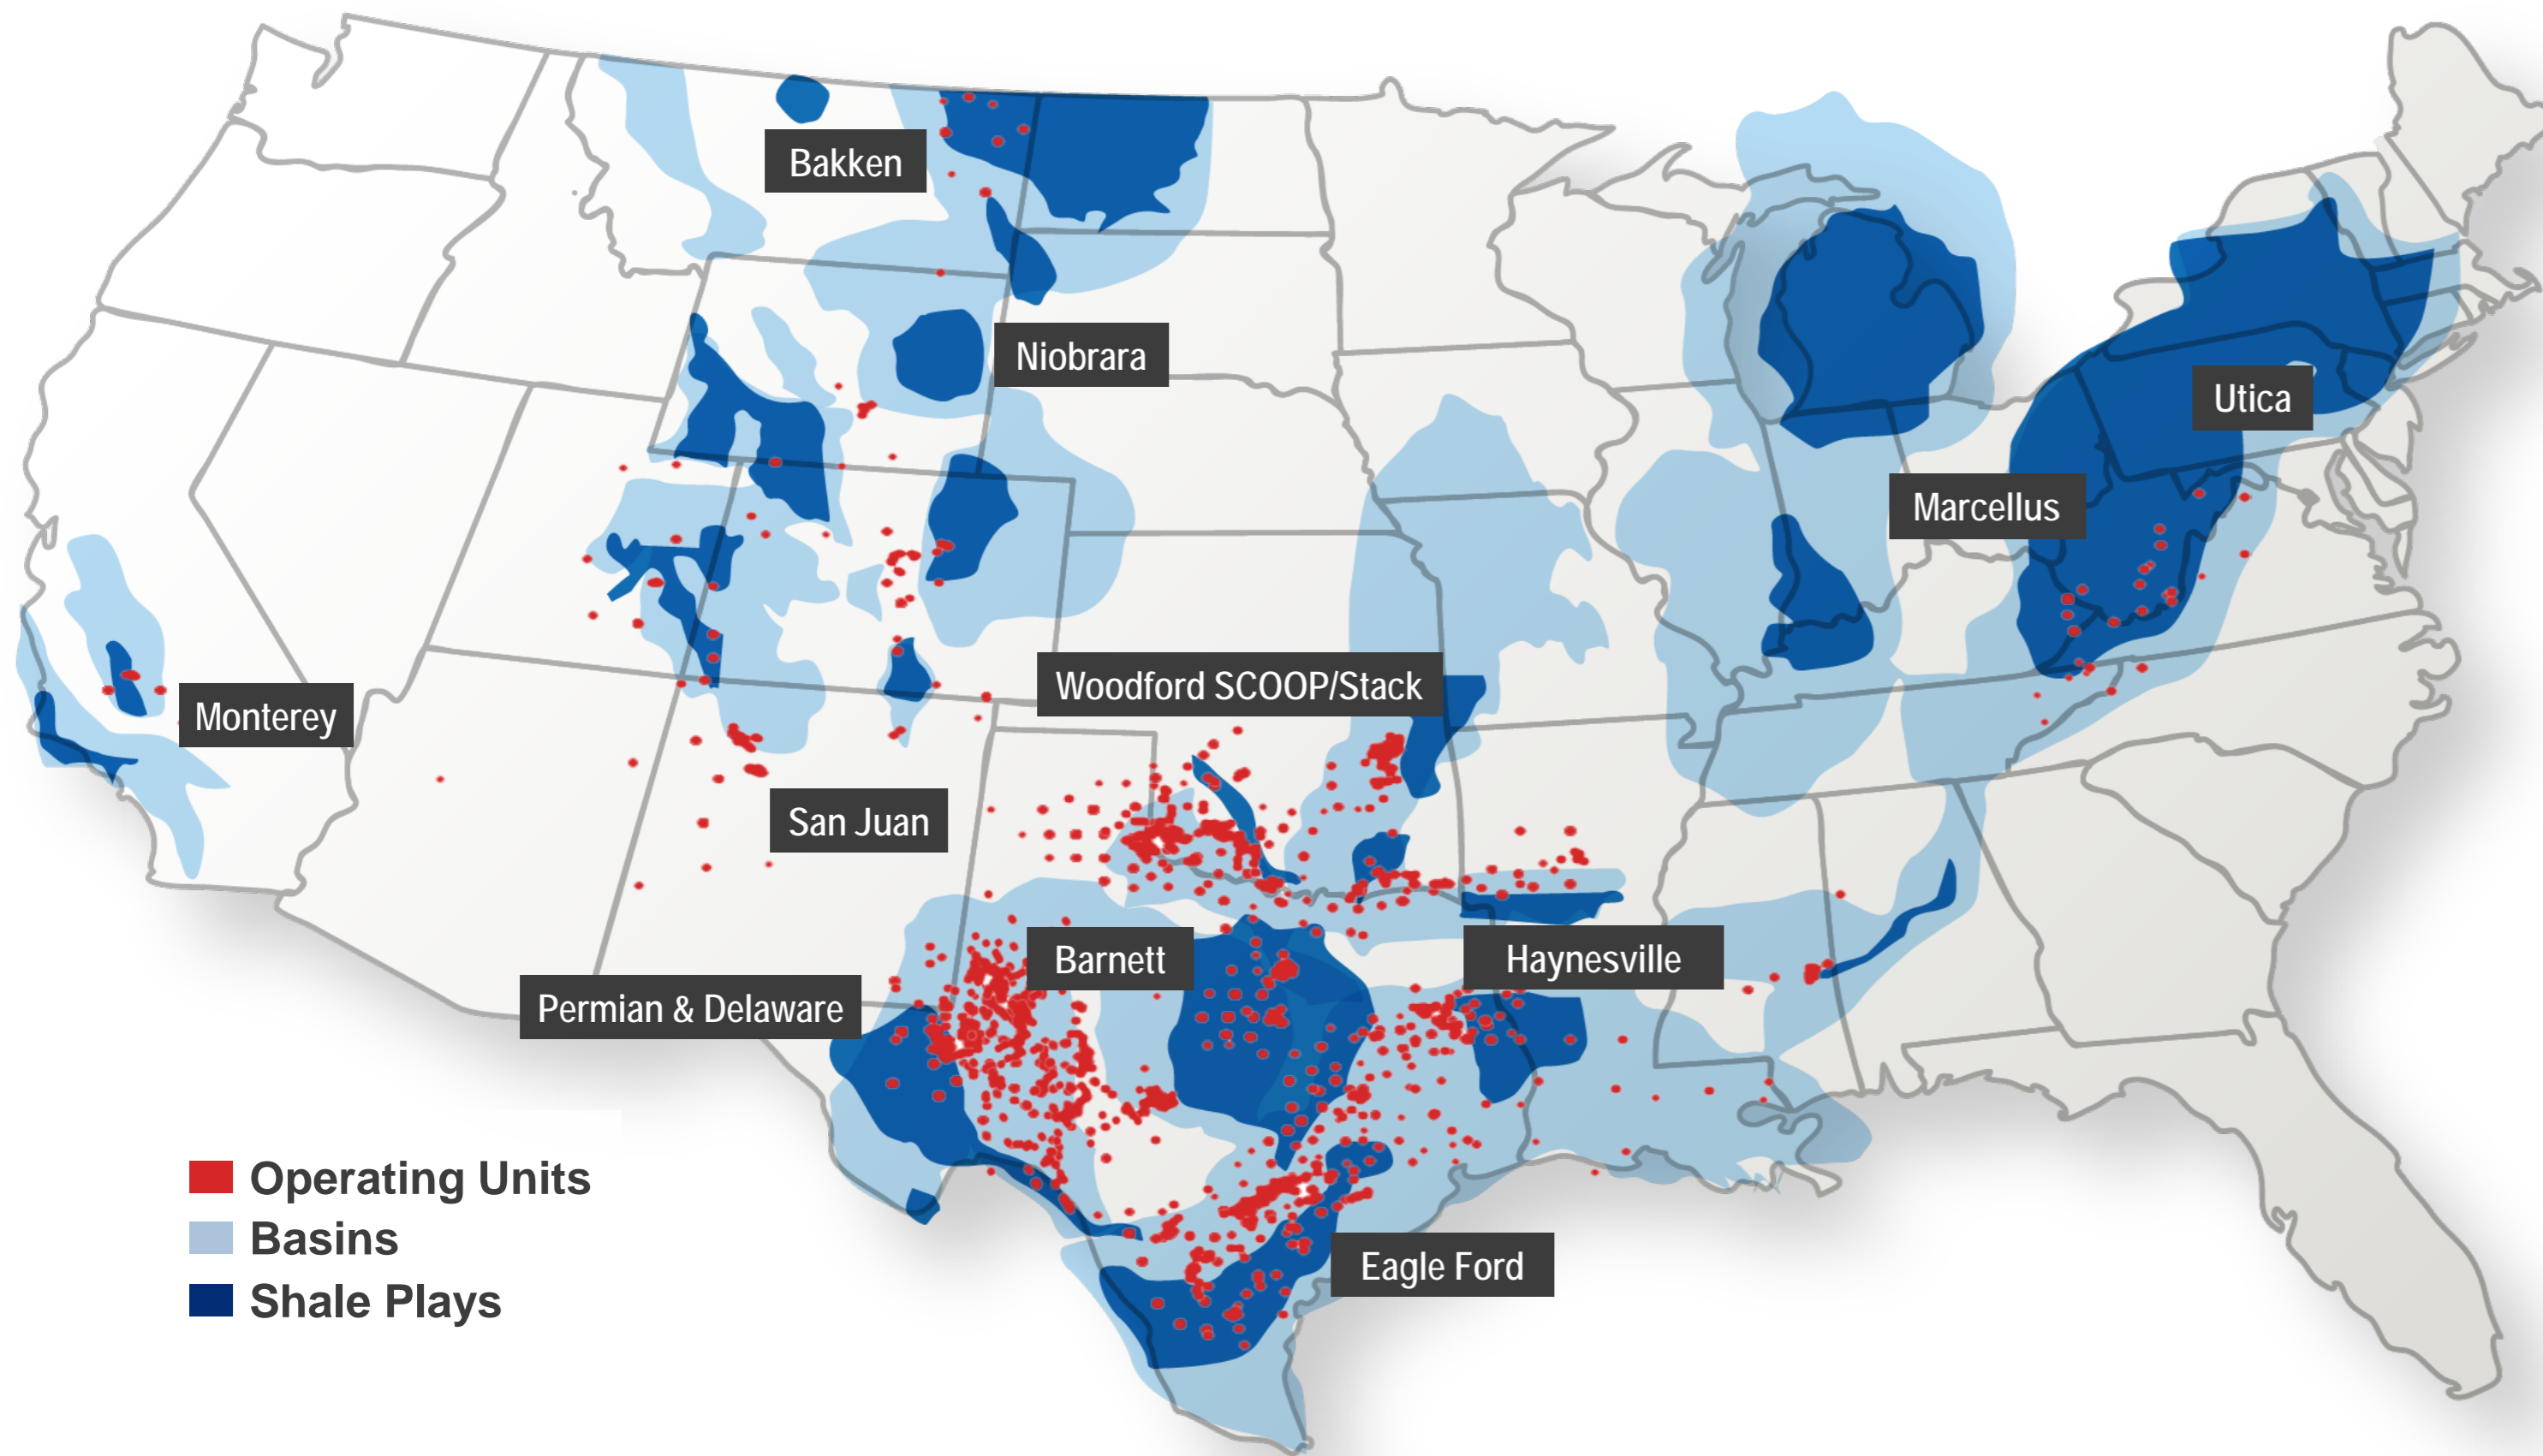 Bakken
Niobrara
Utica
Marcellus
Woodford SCOOP/Stack
Monterey
San Juan
Barnett
Haynesville
Permian & Delaware
Eagle Ford
Operating Units
Basins
Shale Plays